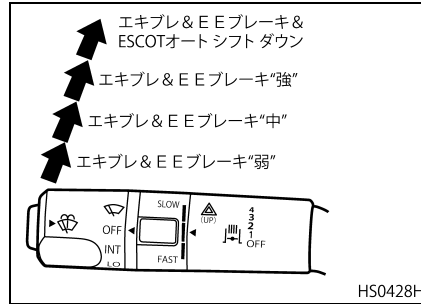 エキブレ＆ＥＥブレーキ＆
ESCOTオート シフト ダウン
エキブレ＆ＥＥブレーキ“強”
エキブレ＆ＥＥブレーキ“中”
エキブレ＆ＥＥブレーキ“弱”
OFF
INT
LO
SLOW
FAST
(UP)
4
3
2
1
OFF
HS0428H